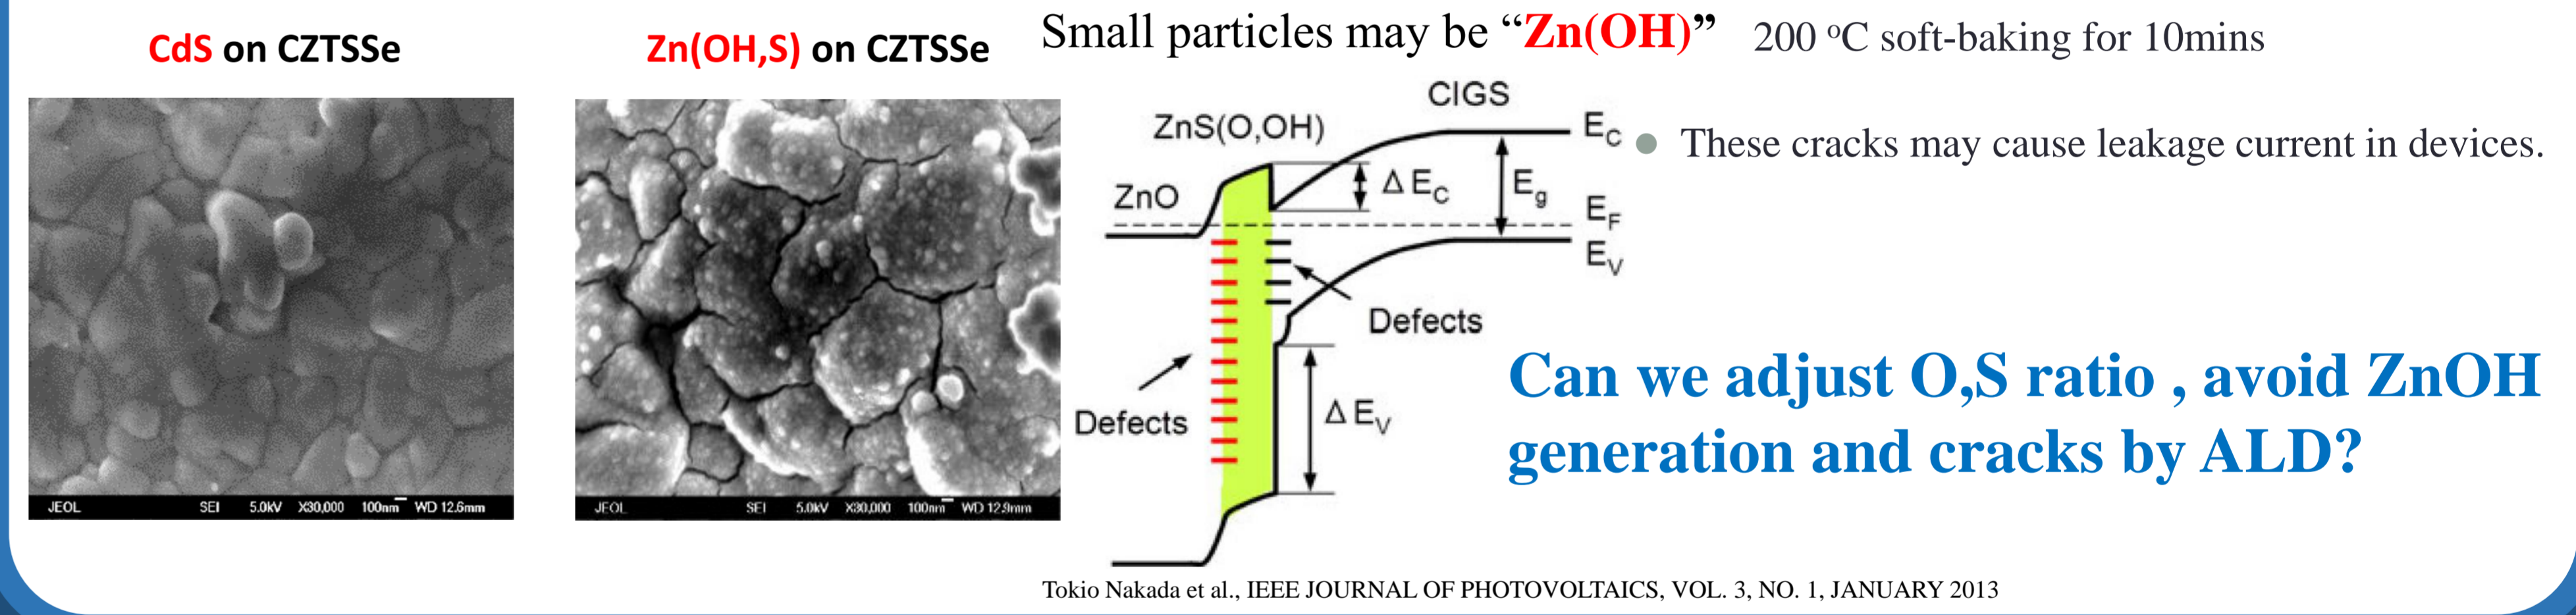 CdS on CZTSSe
Zn(OH,S) on CZTSSe
Small particles may be “Zn(OH)”
200 ºC soft-baking for 10mins
● These cracks may cause leakage current in devices.
JEOL SEI 5.0kV X30,000 100nm WD 12.6mm
JEOL SEI 5.0kV X30,000 100nm WD 12.9mm
CIGS
ZnS(O,OH)
ZnO
E_C
Δ E_C
E_g
E_F
E_V
Defects
Defects
Δ E_V
Can we adjust O,S ratio , avoid ZnOH
generation and cracks by ALD?
Tokio Nakada et al., IEEE JOURNAL OF PHOTOVOLTAICS, VOL. 3, NO. 1, JANUARY 2013